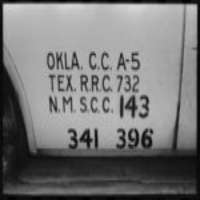 OKLA. C.C. A-5
TEX. R.R.C. 732
N.M. S.C.C. 143
341 396